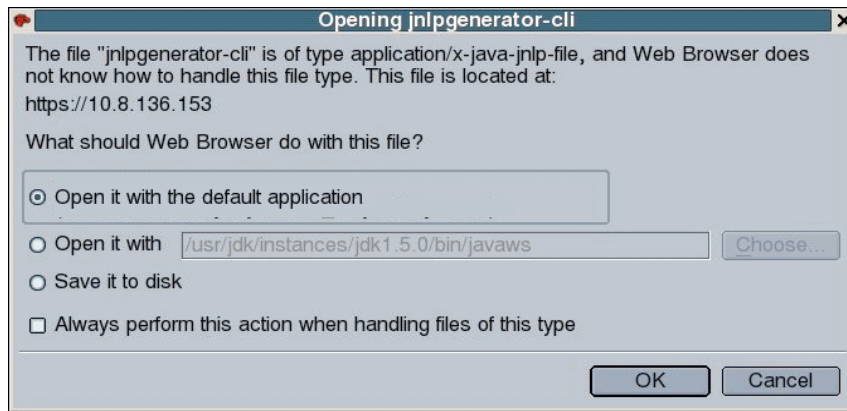 Opening jnlpgenerator-cli
The file "jnlpgenerator-cli" is of type application/x-java-jnlp-file, and Web Browser does
not know how to handle this file type. This file is located at:
https://10.8.136.153
What should Web Browser do with this file?
Open it with the default application
Open it with /usr/jdk/instances/jdk1.5.0/bin/javaws Choose...
Save it to disk
Always perform this action when handling files of this type
OK Cancel